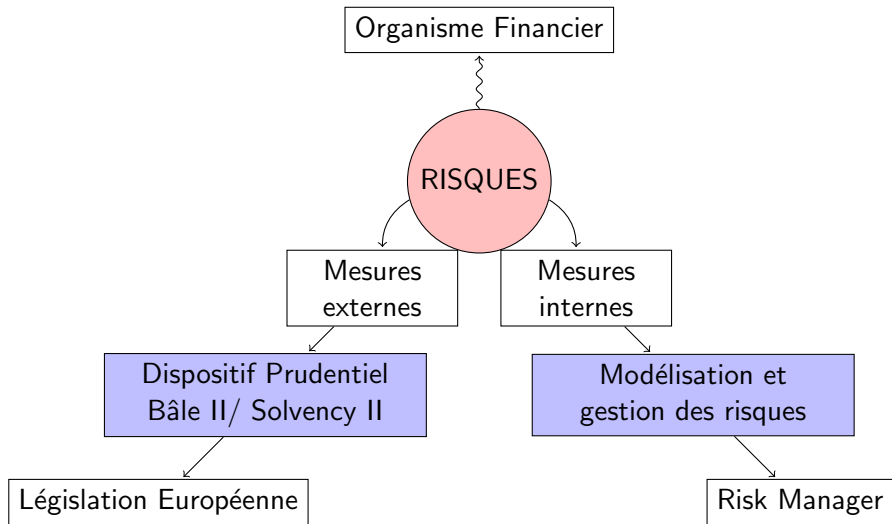 Organisme Financier
RISQUES
Mesures
externes
Mesures
internes
Dispositif Prudentiel
Bâle II/ Solvency II
Modélisation et
gestion des risques
Législation Européenne
Risk Manager